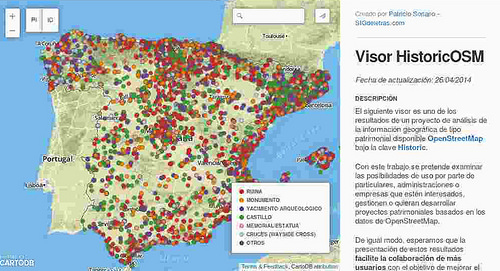 +
-
PI
IC
A Coruña
Toulouse
Andorra
Barcelona
Salamanca
Portugal
Lisboa
RUINA
MONUMENTO
YACIMIENTO ARQUEOLOGICO
CASTILLO
MEMORIAL/ESTATUA
CRUCES (WAYSIDE CROSS)
OTROS
CARTODB
Terms & Feedback, CartoDB attribution
Creado por Patricio Soriano -
SIGdeletras.com
Visor HistoricOSM
Fecha de actualización: 26/04/2014
DESCRIPCIÓN
El siguiente visor es uno de los
resultados de un proyecto de análisis de
la información geográfica de tipo
patrimonial disponible OpenStreetMap
bajo la clave Historic.
Con este trabajo se pretende examinar
las posibilidades de uso por parte de
particulares, administraciones o
empresas que estén interesados,
gestionen o quieran desarrollar
proyectos patrimoniales basados en los
datos de OpenStreetMap.
De igual modo, esperamos que la
presentación de estos resultados
facilite la colaboración de más
usuarios con el objetivo de mejorar el